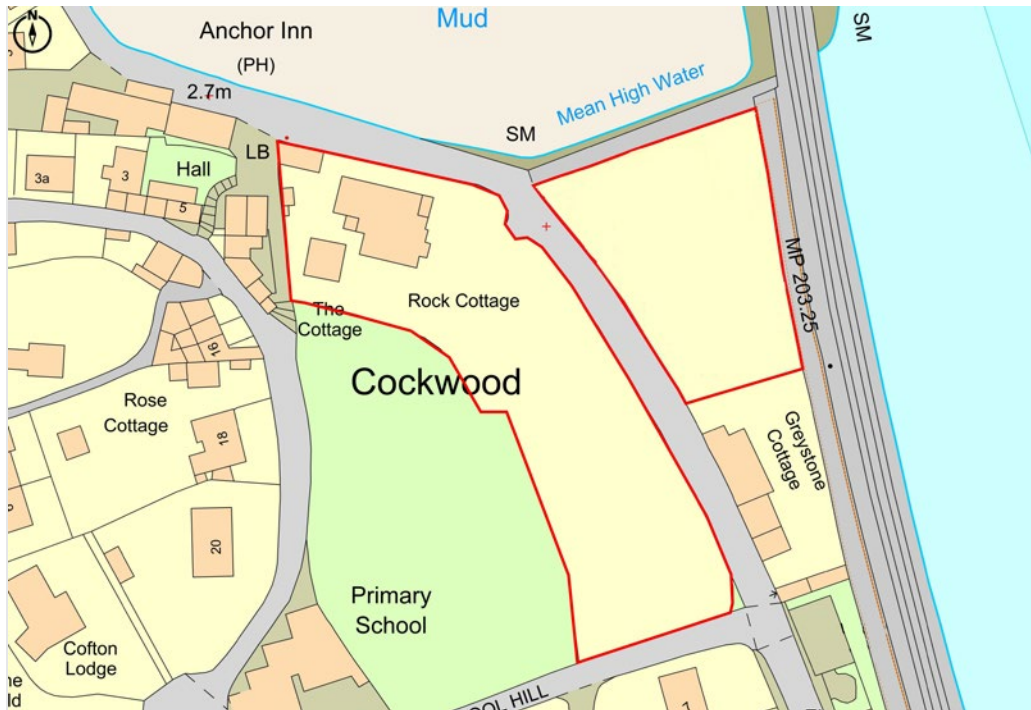 N
Anchor Inn
(PH)
Mud
SM
2.7m
Mean High Water
SM
LB
Hall
3a
3
5
MP 203.25
Rock Cottage
The
Cottage
16
Cockwood
Rose
Cottage
18
Greystone
Cottage
20
Primary
School
Cofton
Lodge
HILL